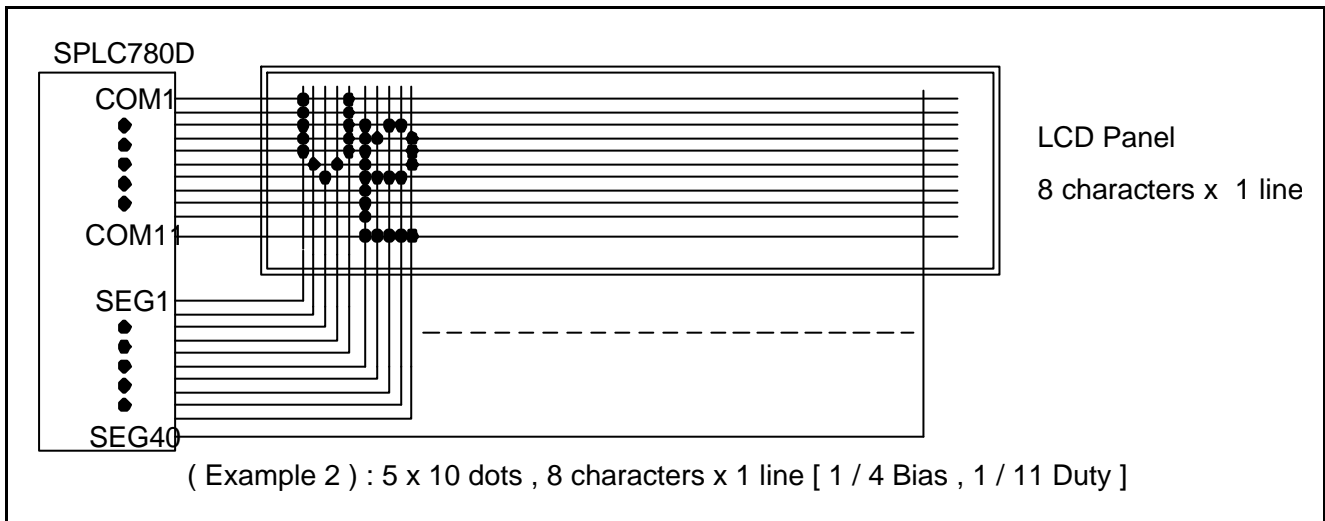 SPLC780D
COM1
COM11
SEG1
SEG40
LCD Panel
8 characters x 1 line
( Example 2 ) : 5 x 10 dots , 8 characters x 1 line [ 1 / 4 Bias , 1 / 11 Duty ]